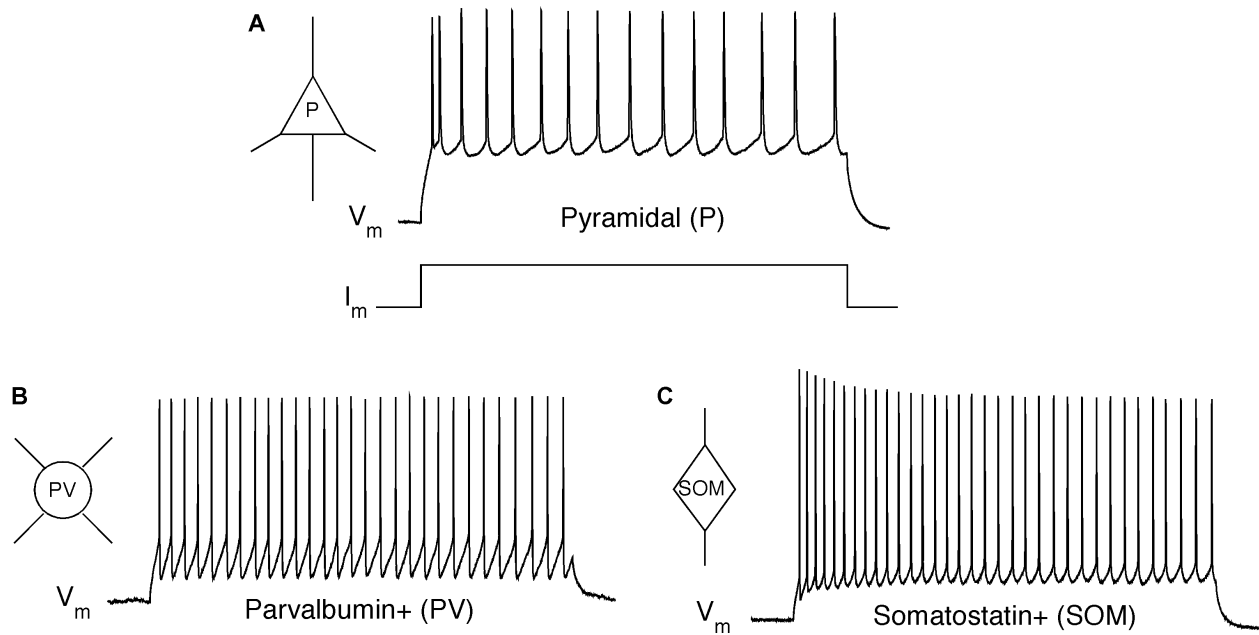 A
P
Vm
Pyramidal (P)
Im
B
PV
Vm
Parvalbumin+ (PV)
C
SOM
Vm
Somatostatin+ (SOM)